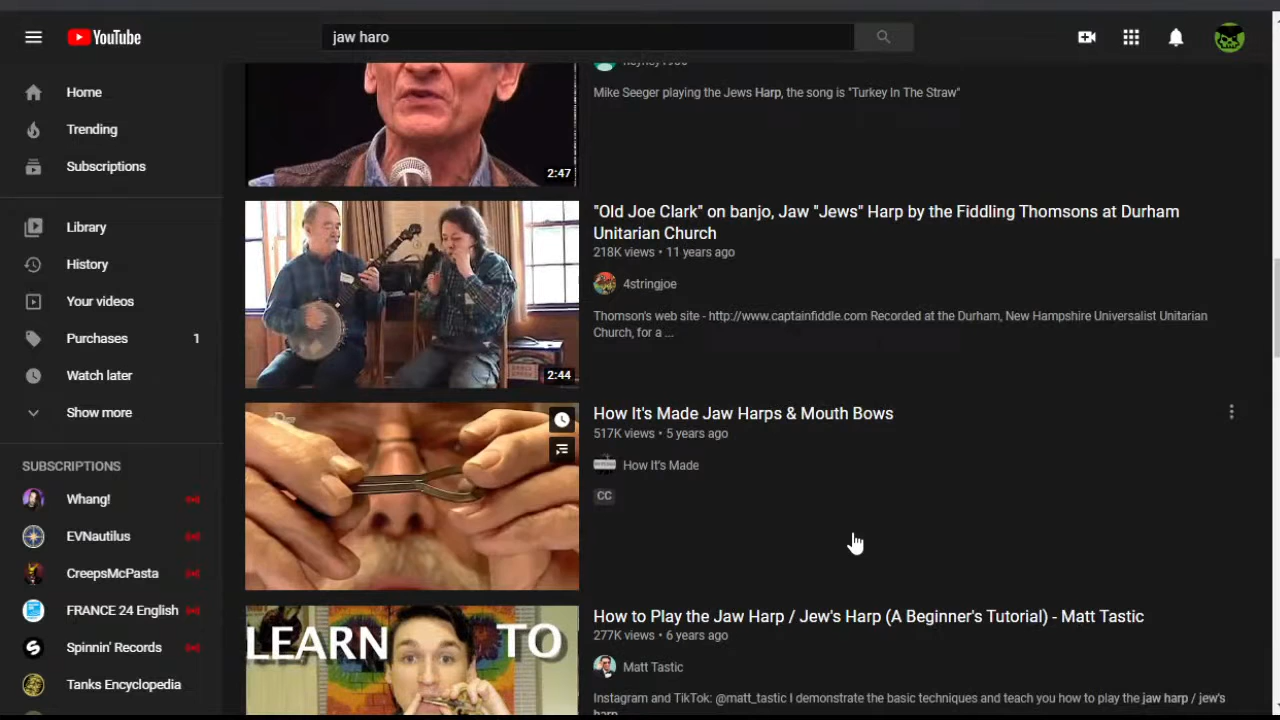 YouTube
jaw haro
Home
Trending
Subscriptions
Library
History
Your videos
Purchases 1
Watch later
Show more
SUBSCRIPTIONS
Whang!
EVNautilus
CreepsMcPasta
FRANCE 24 English
Spinnin' Records
Tanks Encyclopedia
Mike Seeger playing the Jews Harp, the song is "Turkey In The Straw"
2:47
"Old Joe Clark" on banjo, Jaw "Jews" Harp by the Fiddling Thomsons at Durham
Unitarian Church
218K views • 11 years ago
4stringjoe
Thomson's web site - http://www.captainfiddle.com Recorded at the Durham, New Hampshire Universalist Unitarian
Church, for a ...
2:44
How It's Made Jaw Harps & Mouth Bows
517K views • 5 years ago
How It's Made
CC
How to Play the Jaw Harp / Jew's Harp (A Beginner's Tutorial) - Matt Tastic
277K views • 6 years ago
LEARN TO
Matt Tastic
Instagram and TikTok: @matt_tastic I demonstrate the basic techniques and teach you how to play the jaw harp / jew's
harp